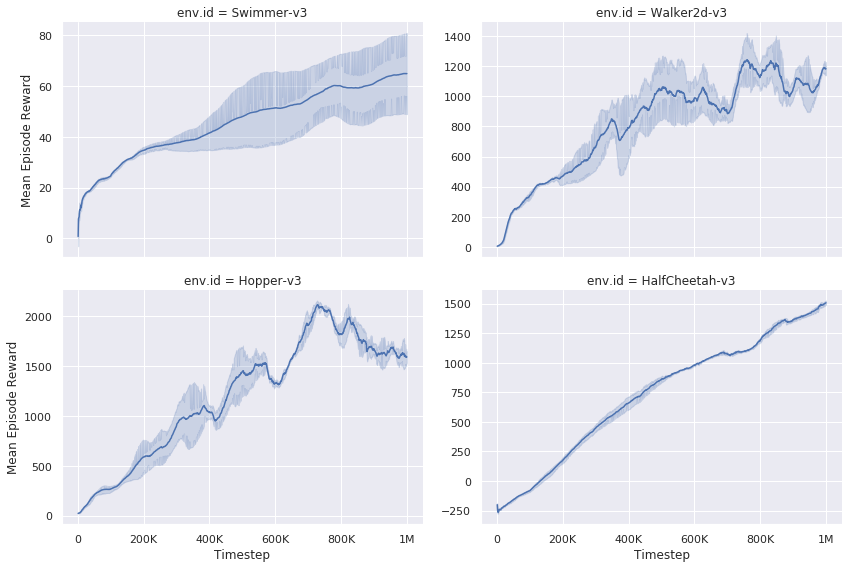 env.id = Swimmer-v3
env.id = Walker2d-v3
Mean Episode Reward
80
60
40
20
0
1400
1200
1000
800
600
400
200
0
env.id = Hopper-v3
env.id = HalfCheetah-v3
Mean Episode Reward
2000
1500
1000
500
0
1500
1250
1000
750
500
250
0
−250
0 200K 400K 600K 800K 1M
0 200K 400K 600K 800K 1M
Timestep
Timestep